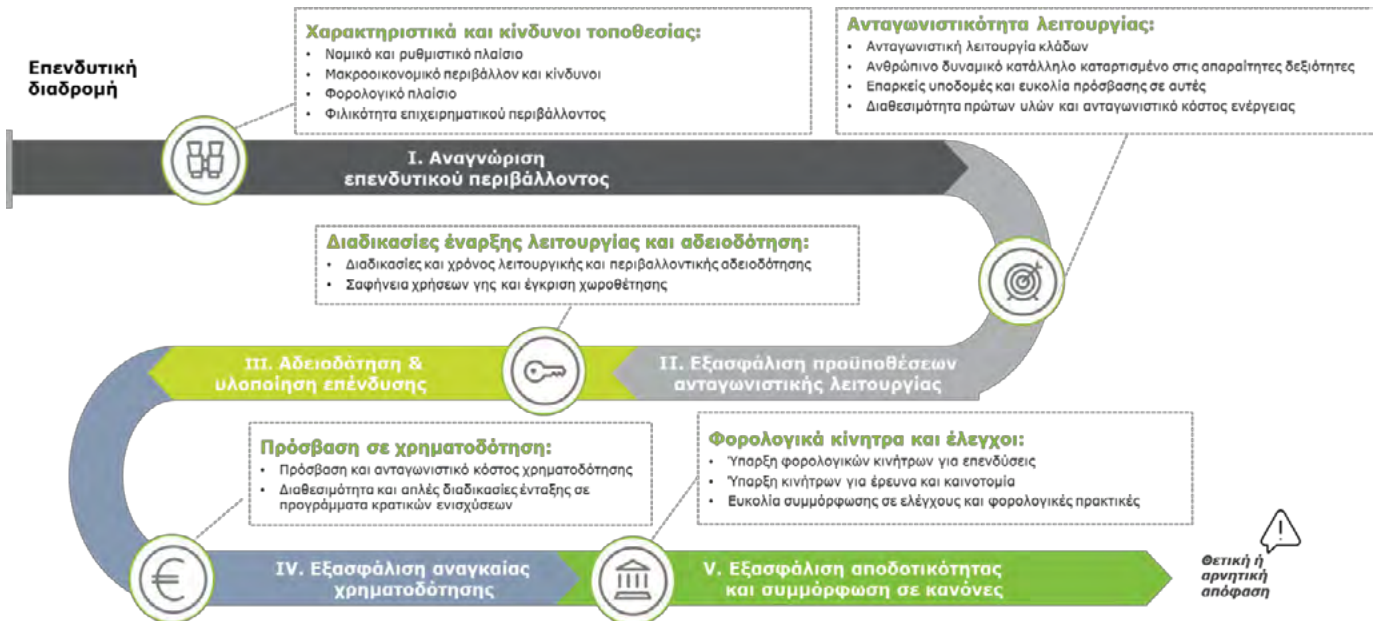 Επενδυτική
διαδρομή
Χαρακτηριστικά και κίνδυνοι τοποθεσίας:
• Νομικό και ρυθμιστικό πλαίσιο
• Μακροοικονομικό περιβάλλον και κίνδυνοι
• Φορολογικό πλαίσιο
• Φιλικότητα επιχειρηματικού περιβάλλοντος
Ανταγωνιστικότητα λειτουργίας:
• Ανταγωνιστική λειτουργία κλάδων
• Ανθρώπινο δυναμικό κατάλληλο καταρτισμένο στις απαραίτητες δεξιότητες
• Επαρκείς υποδομές και ευκολία πρόσβασης σε αυτές
• Διαθεσιμότητα πρώτων υλών και ανταγωνιστικό κόστος ενέργειας
I. Αναγνώριση
επενδυτικού περιβάλλοντος
Διαδικασίες έναρξης λειτουργίας και αδειοδότηση:
• Διαδικασίες και χρόνος λειτουργικής και περιβαλλοντικής αδειοδότησης
• Σαφήνεια χρήσεων γης και έγκριση χωροθέτησης
III. Αδειοδότηση &
υλοποίηση επένδυσης
II. Εξασφάλιση προϋποθέσεων
ανταγωνιστικής λειτουργίας
Πρόσβαση σε χρηματοδότηση:
• Πρόσβαση και ανταγωνιστικό κόστος χρηματοδότησης
• Διαθεσιμότητα και απλές διαδικασίες ένταξης σε
προγράμματα κρατικών ενισχύσεων
Φορολογικά κίνητρα και έλεγχοι:
• Ύπαρξη φορολογικών κινήτρων για επενδύσεις
• Ύπαρξη κινήτρων για έρευνα και καινοτομία
• Ευκολία συμμόρφωσης σε ελέγχους και φορολογικές πρακτικές
IV. Εξασφάλιση αναγκαίας
χρηματοδότησης
V. Εξασφάλιση αποδοτικότητας
και συμμόρφωση σε κανόνες
Θετική ή
αρνητική
απόφαση